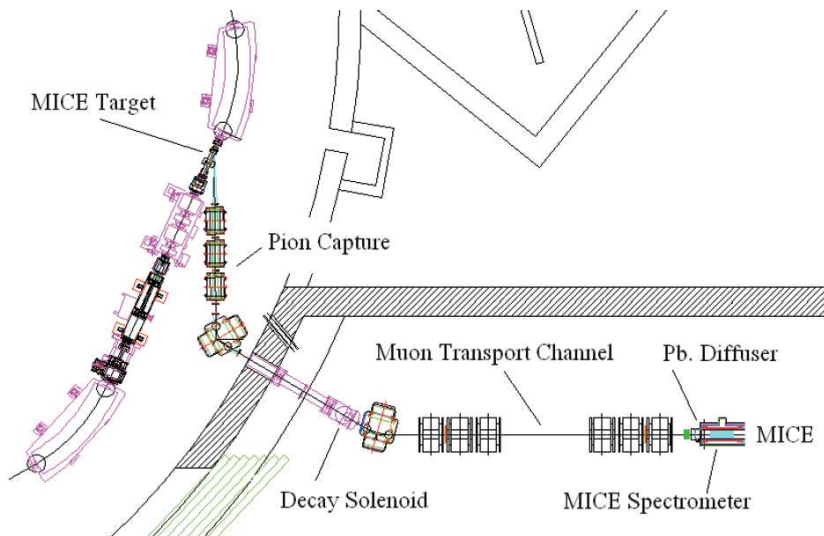 MICE Target
Pion Capture
Muon Transport Channel
Pb. Diffuser
MICE
Decay Solenoid
MICE Spectrometer